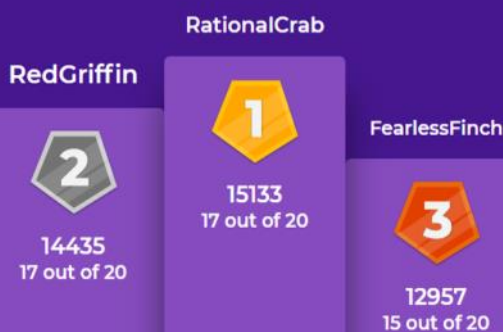 RationalCrab
RedGriffin
FearlessFinch
1
2
3
15133
17 out of 20
14435
17 out of 20
12957
15 out of 20